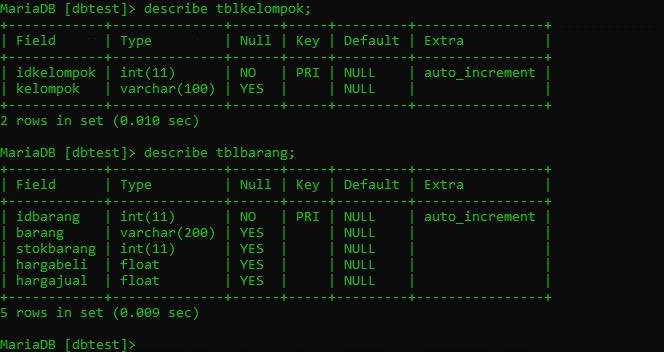 MariaDB [dbtest]> describe tblkelompok;
+------------+--------------+------+-----+---------+----------------+
| Field      | Type         | Null | Key | Default | Extra          |
+------------+--------------+------+-----+---------+----------------+
| idkelompok | int(11)      | NO   | PRI | NULL    | auto_increment |
| kelompok   | varchar(100) | YES  |     | NULL    |                |
+------------+--------------+------+-----+---------+----------------+
2 rows in set (0.010 sec)
MariaDB [dbtest]> describe tblbarang;
+------------+--------------+------+-----+---------+----------------+
| Field      | Type         | Null | Key | Default | Extra          |
+------------+--------------+------+-----+---------+----------------+
| idbarang   | int(11)      | NO   | PRI | NULL    | auto_increment |
| barang     | varchar(200) | YES  |     | NULL    |                |
| stokbarang | int(11)      | YES  |     | NULL    |                |
| hargabeli  | float        | YES  |     | NULL    |                |
| hargajual  | float        | YES  |     | NULL    |                |
+------------+--------------+------+-----+---------+----------------+
5 rows in set (0.009 sec)
MariaDB [dbtest]>